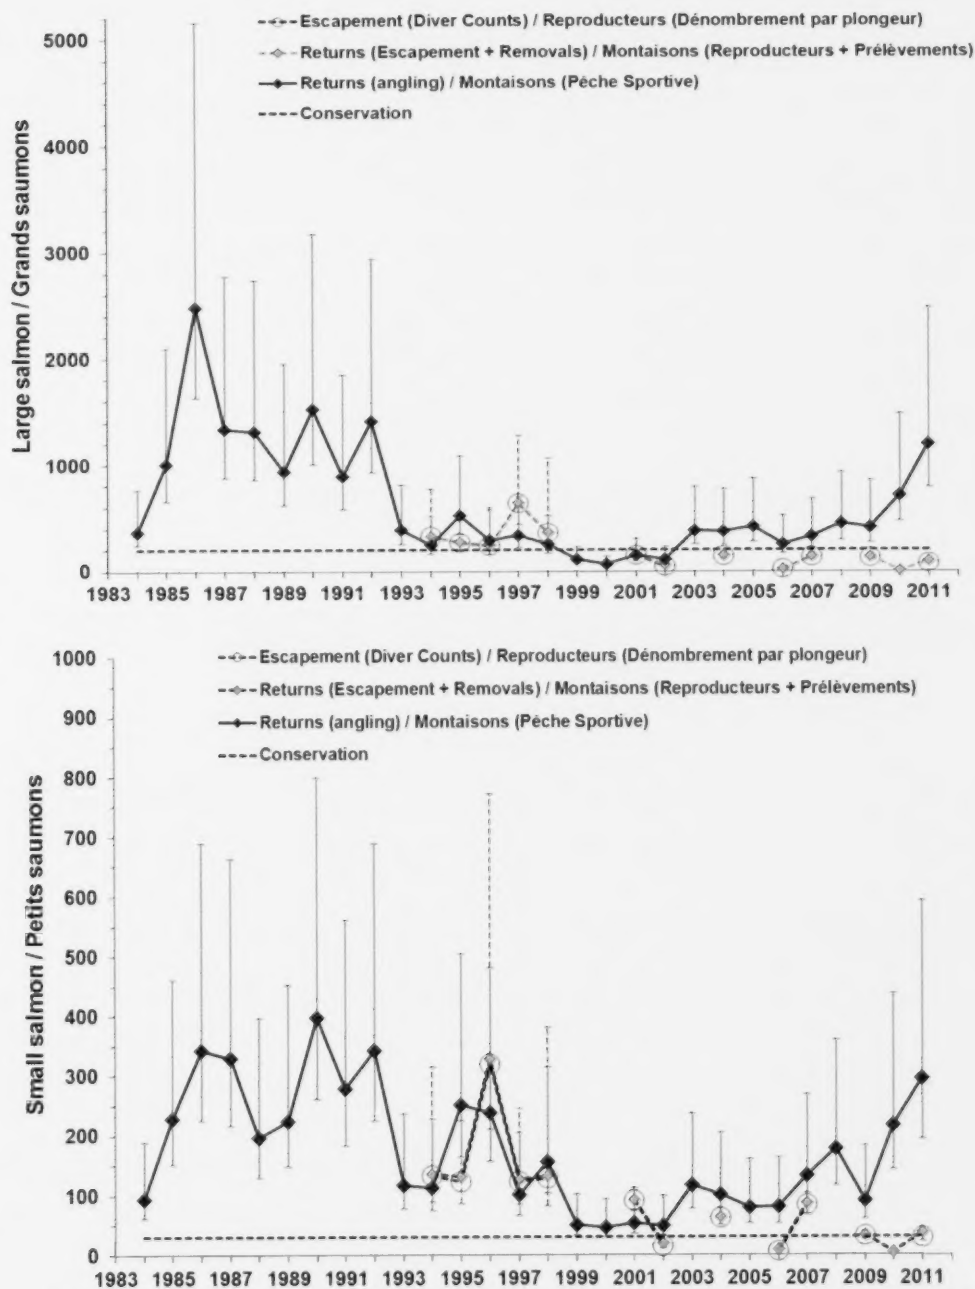 Escapement (Diver Counts) / Reproducteurs (Dénombrement par plongeur)
Returns (Escapement + Removals) / Montaisons (Reproducteurs + Prélèvements)
Returns (angling) / Montaisons (Pêche Sportive)
Conservation
Large salmon / Grands saumons
5000
4000
3000
2000
1000
0
1983 1985 1987 1989 1991 1993 1995 1997 1999 2001 2003 2005 2007 2009 2011
Escapement (Diver Counts) / Reproducteurs (Dénombrement par plongeur)
Returns (Escapement + Removals) / Montaisons (Reproducteurs + Prélèvements)
Returns (angling) / Montaisons (Pêche Sportive)
Conservation
Small salmon / Petits saumons
1000
900
800
700
600
500
400
300
200
100
0
1983 1985 1987 1989 1991 1993 1995 1997 1999 2001 2003 2005 2007 2009 2011